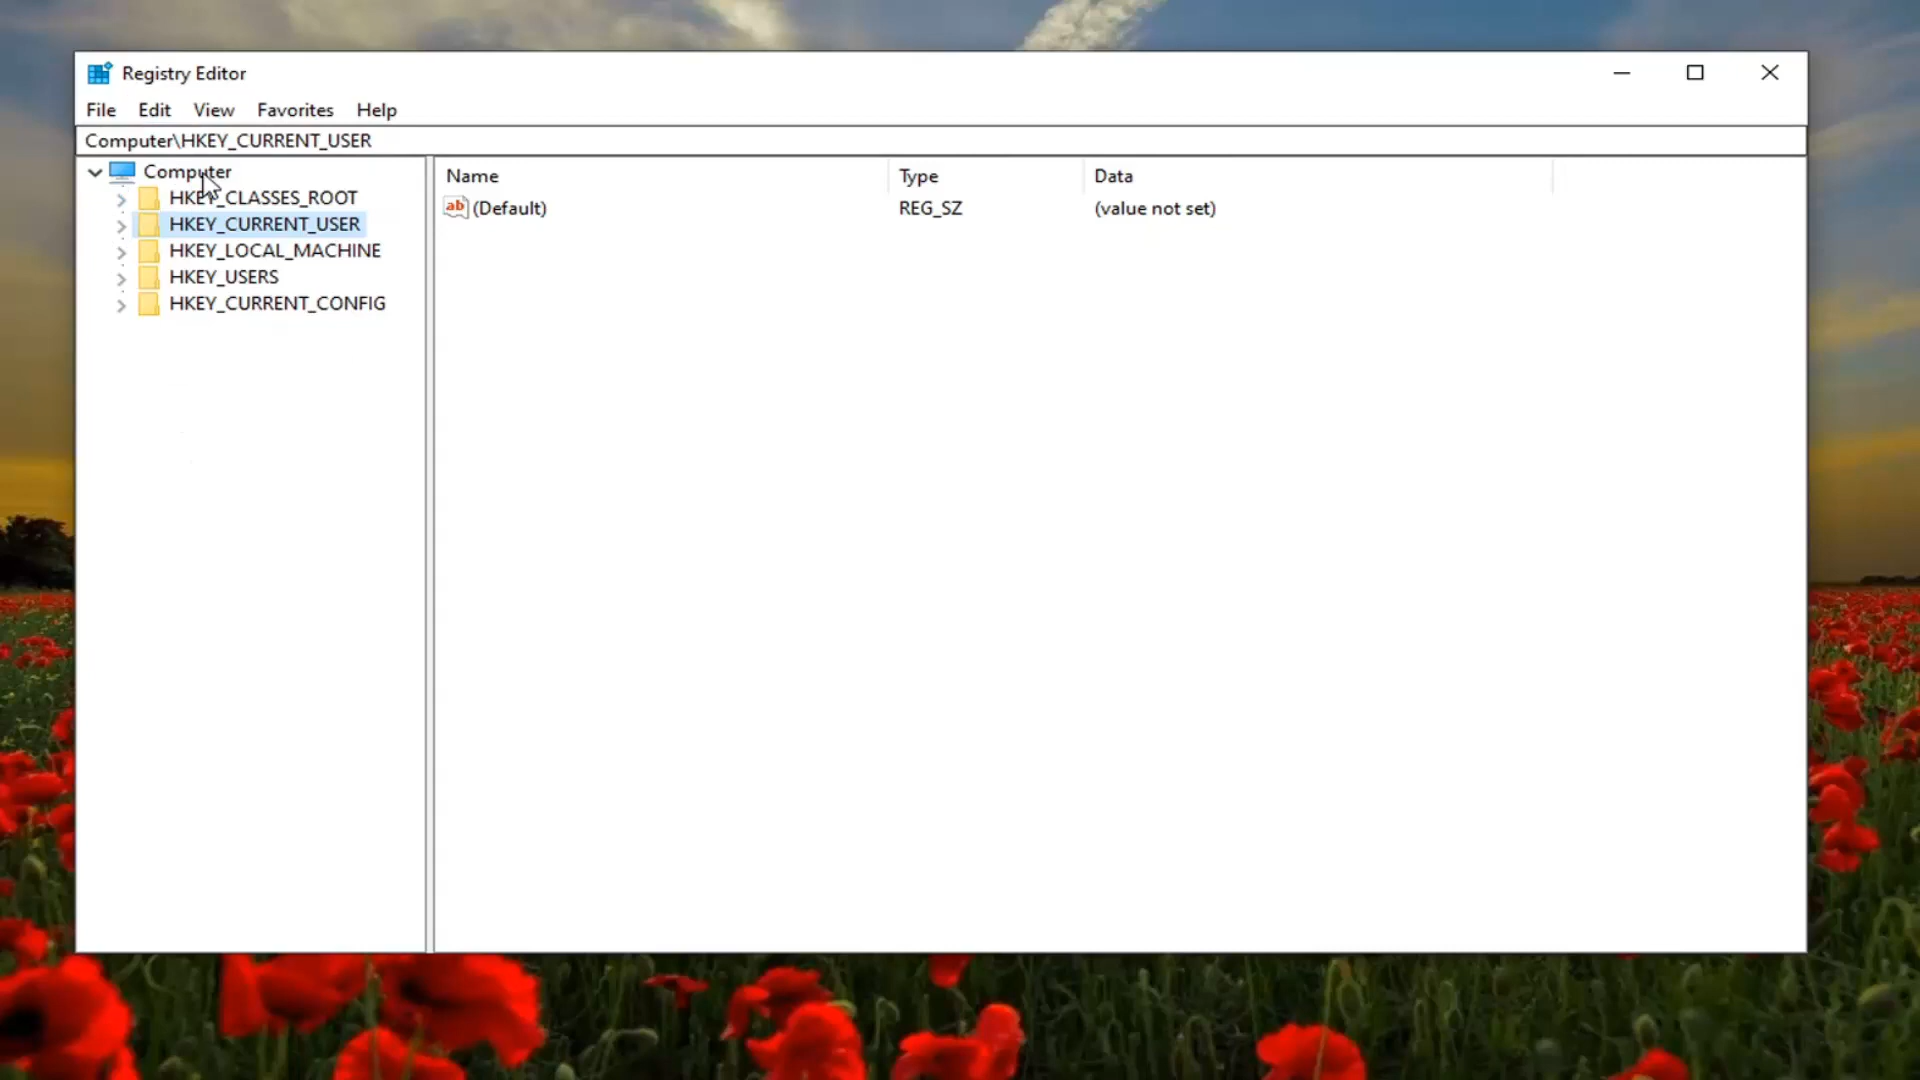 Registry Editor
File Edit View Favorites Help
Computer\HKEY_CURRENT_USER
Computer
HKEY_CLASSES_ROOT
HKEY_CURRENT_USER
HKEY_LOCAL_MACHINE
HKEY_USERS
HKEY_CURRENT_CONFIG
Name Type Data
ab (Default) REG_SZ (value not set)